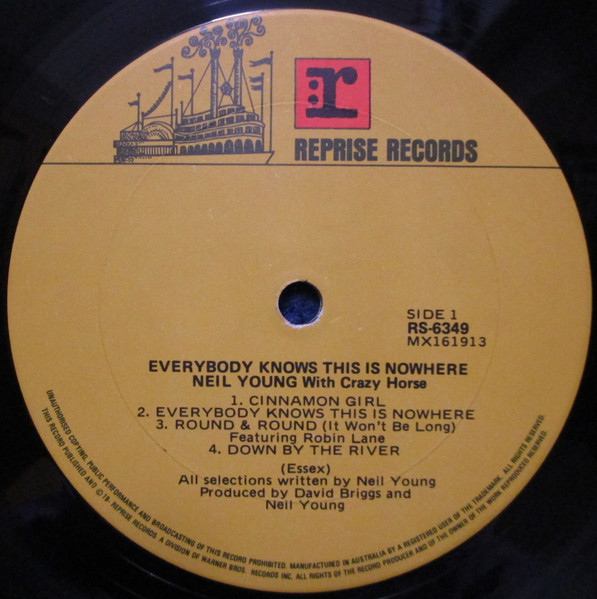 r
REPRISE RECORDS
SIDE 1
RS-6349
MX161913
EVERYBODY KNOWS THIS IS NOWHERE
NEIL YOUNG With Crazy Horse
1. CINNAMON GIRL
2. EVERYBODY KNOWS THIS IS NOWHERE
3. ROUND & ROUND (It Won't Be Long)
Featuring Robin Lane
4. DOWN BY THE RIVER
(Essex)
All selections written by Neil Young
Produced by David Briggs and
Neil Young
UNAUTHORISED COPYING, PUBLIC PERFORMANCE AND BROADCASTING OF THIS RECORD PROHIBITED. MANUFACTURED IN AUSTRALIA BY A REGISTERED USER OF THE TRADEMARK. ALL RIGHTS RESERVED.
THIS RECORD PUBLISHED AND REPRISE RECORDS. A DIVISION OF WARNER BROS. RECORDS INC. ALL RIGHTS OF THE RECORD PRODUCER AND OF THE OWNER OF THE WORK REPRODUCED RESERVED.